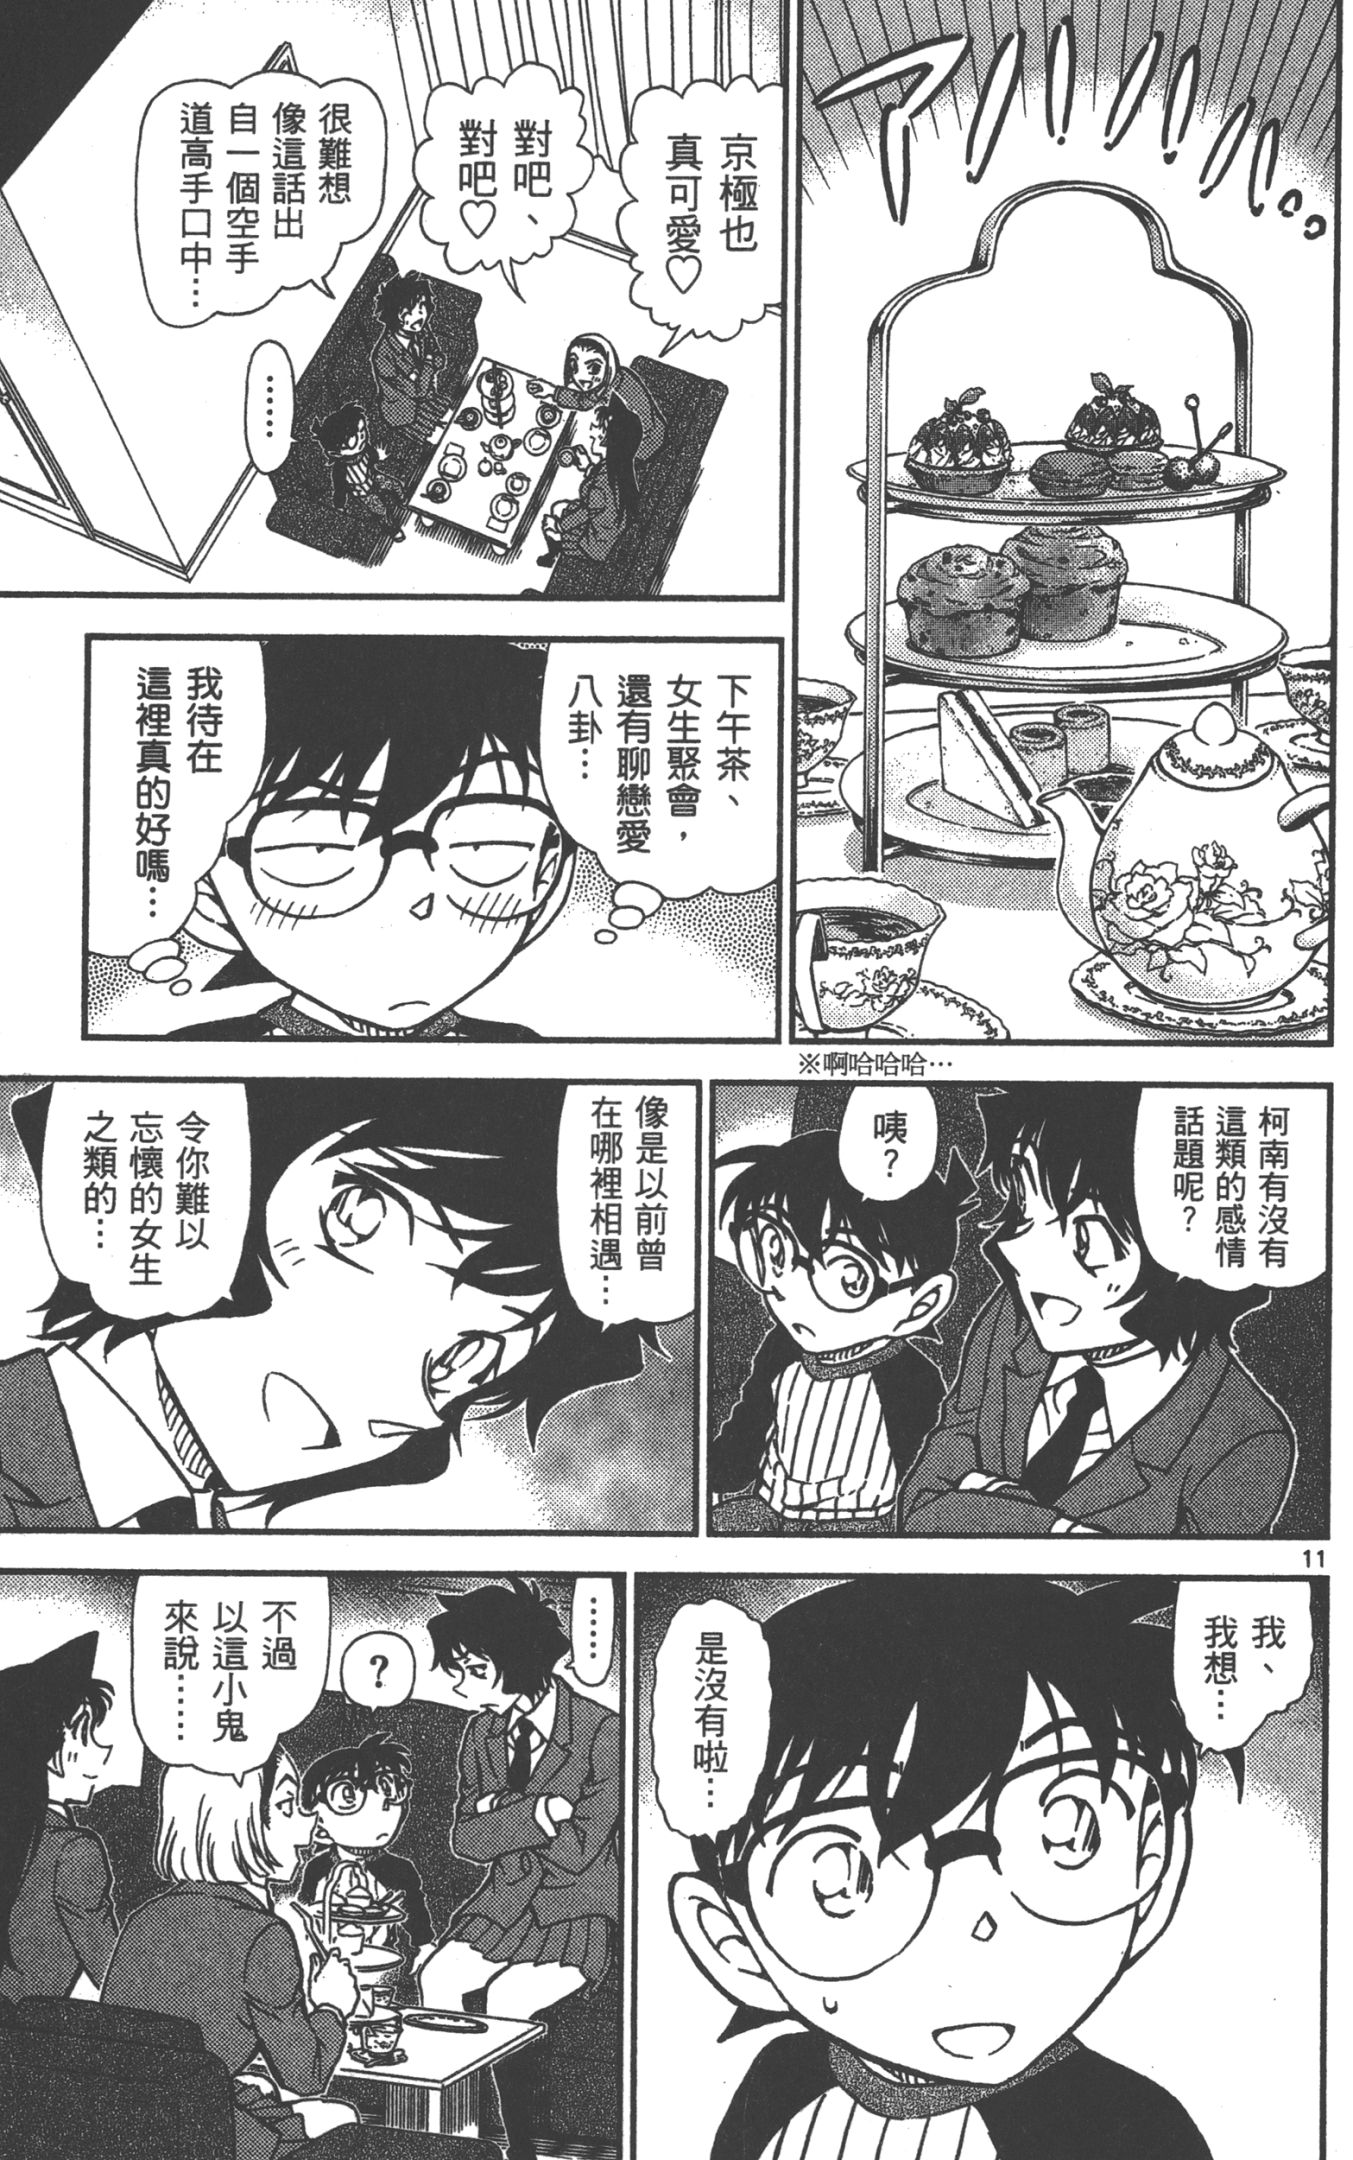 アハハハハ…
※啊哈哈哈…
京極也
真可愛♡
對吧、
對吧♡
很難想
像這話出
自一個空手
道高手口中…
……
下午茶、
女生聚會，
還有聊戀愛
八卦…
我待在
這裡真的好嗎…
柯南有沒有
這類的感情
話題呢？
咦？
像是以前曾
在哪裡相遇…
令你難以
忘懷的女生
之類的…
11
我、
我想…
是沒有啦…
……
？
不過
以這小鬼
來說……